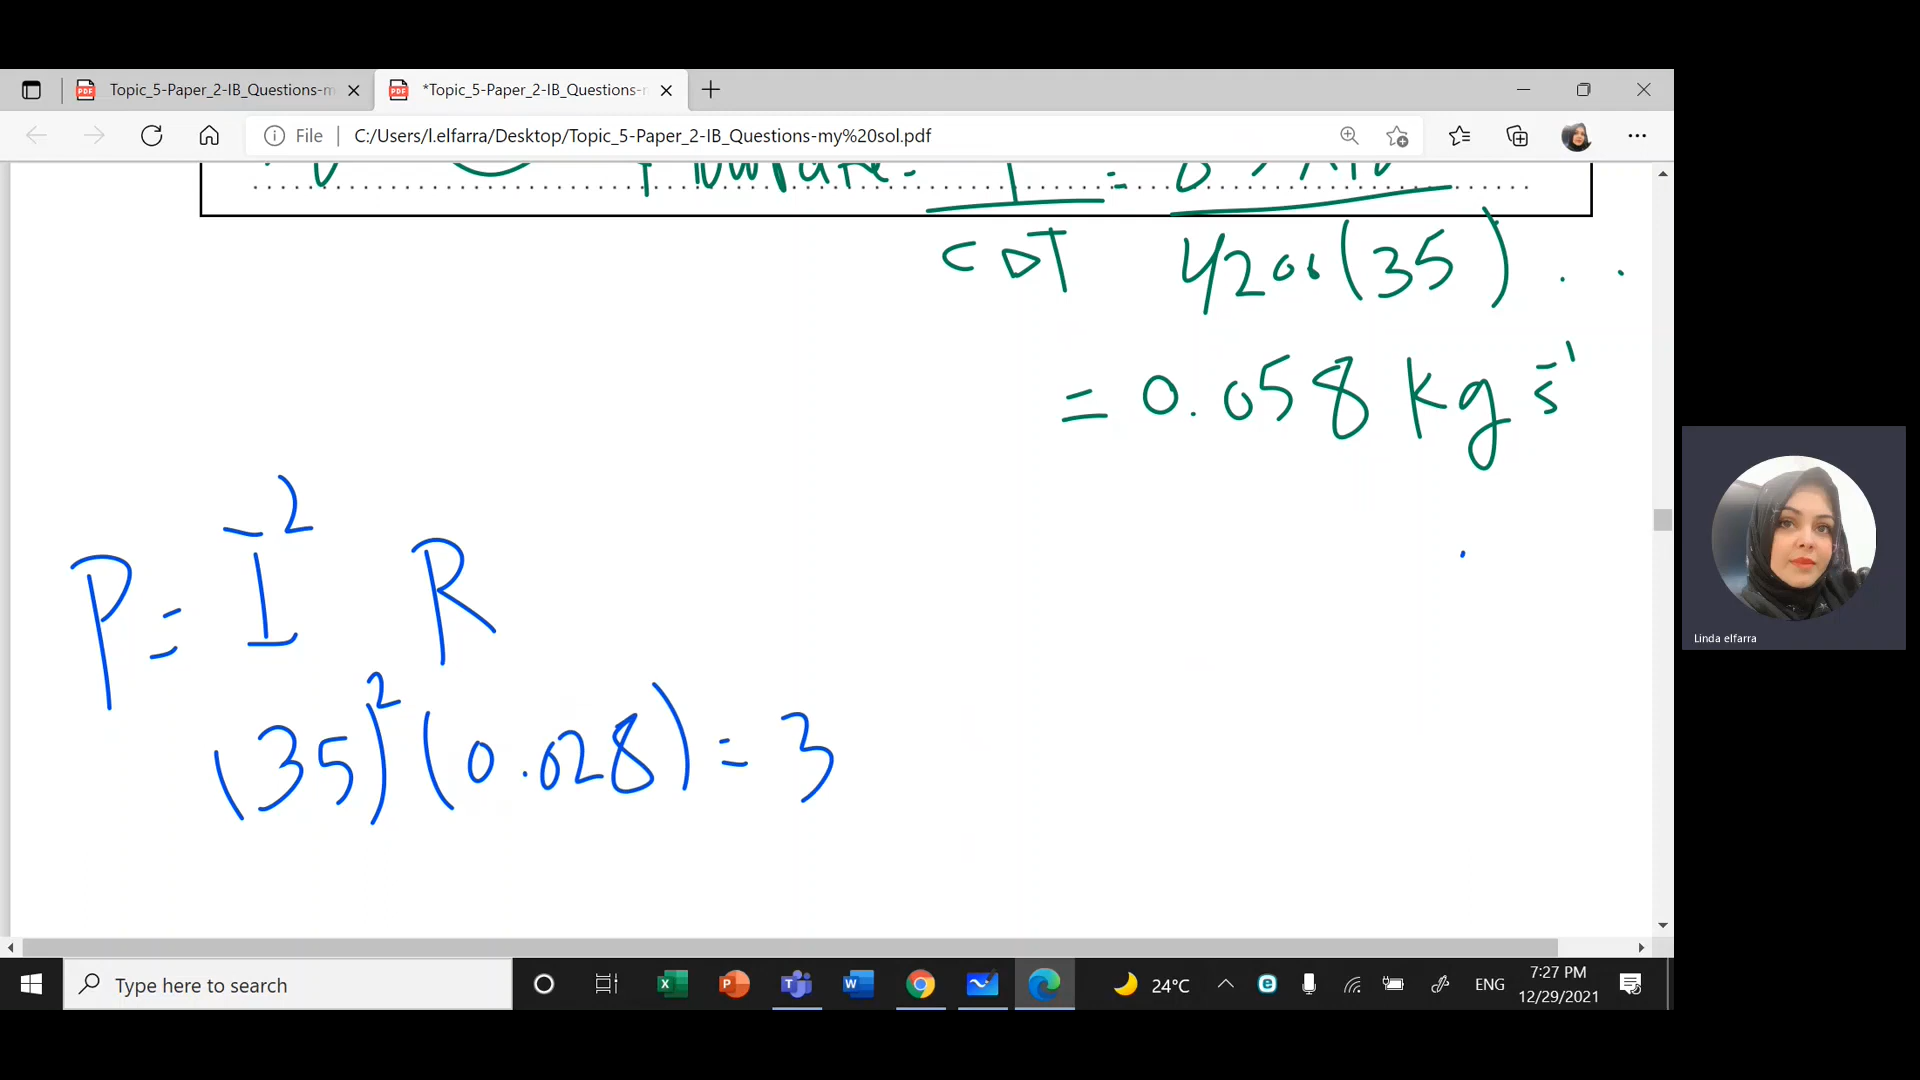 Topic_5-Paper_2-IB_Questions-m
*Topic_5-Paper_2-IB_Questions-
File
C:/Users/l.elfarra/Desktop/Topic_5-Paper_2-IB_Questions-my%20sol.pdf
C ΔT 4200(35)
= 0.058 kg s⁻¹
P = I² R
(35)² (0.028) = 3
Linda elfarra
Type here to search
24°C
ENG
7:27 PM
12/29/2021